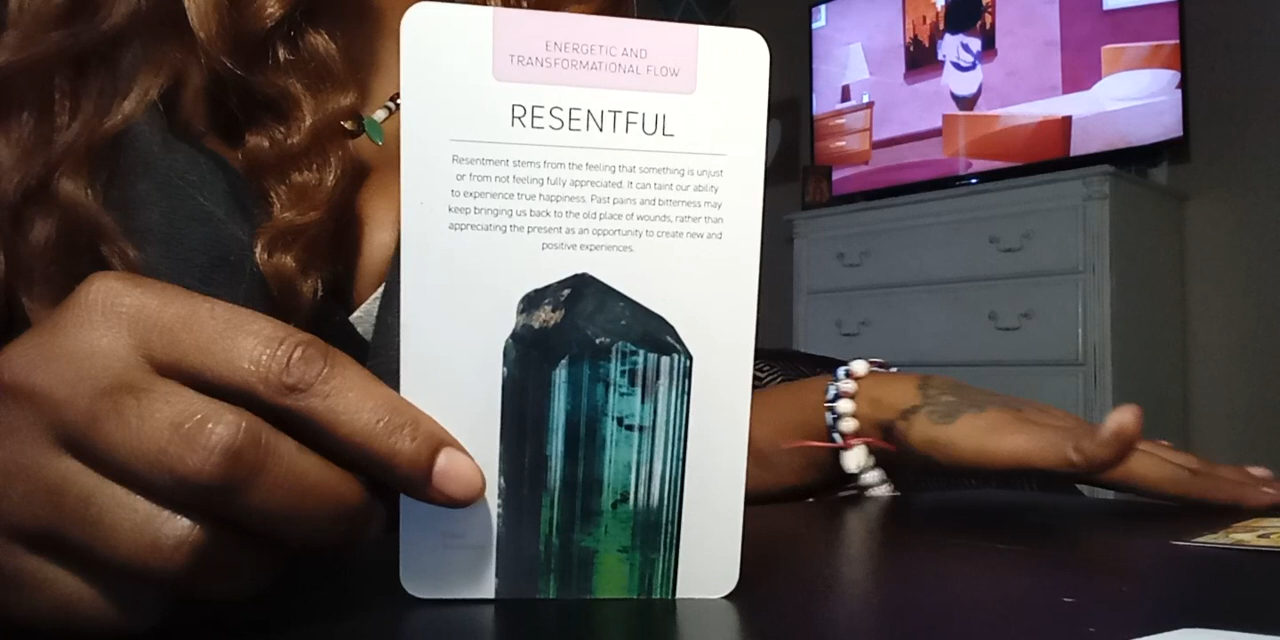 ENERGETIC AND
TRANSFORMATIONAL FLOW
RESENTFUL
Resentment stems from the feeling that something is unjust
or from not feeling fully appreciated. It can taint our ability
to experience true happiness. Past pains and bitterness may
keep bringing us back to the old place of wounds, rather than
appreciating the present as an opportunity to create new and
positive experiences.